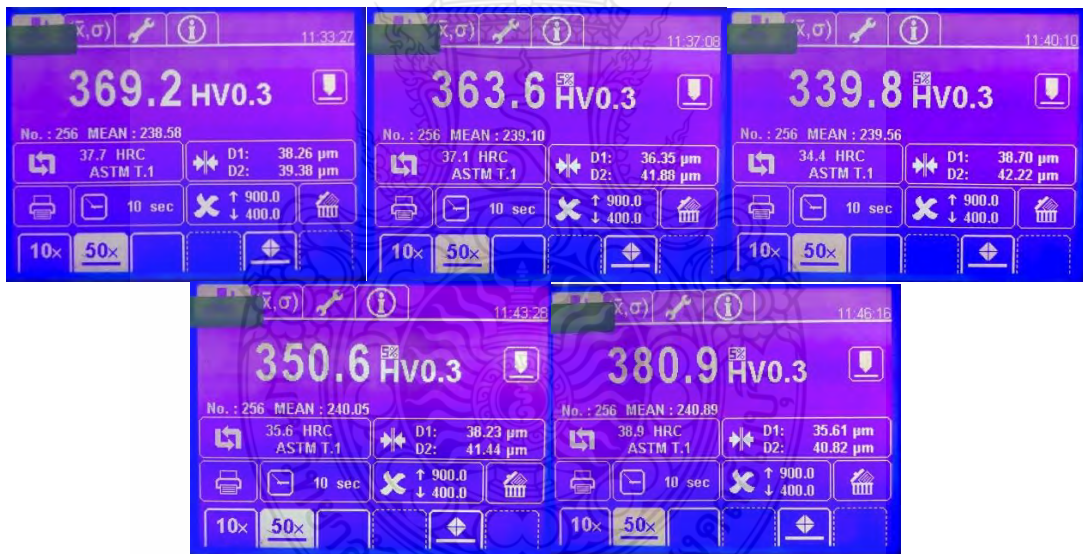 x̄,σ)
11:33:27
369.2 HV0.3
No. : 256 MEAN : 238.58
37.7 HRC
ASTM T.1
D1: 38.26 µm
D2: 39.38 µm
10 sec
↑ 900.0
↓ 400.0
10× 50×
x̄,σ)
11:37:08
363.6 5% HV0.3
No. : 256 MEAN : 239.10
37.1 HRC
ASTM T.1
D1: 36.35 µm
D2: 41.88 µm
10 sec
↑ 900.0
↓ 400.0
10× 50×
x̄,σ)
11:40:10
339.8 5% HV0.3
No. : 256 MEAN : 239.56
34.4 HRC
ASTM T.1
D1: 38.70 µm
D2: 42.22 µm
10 sec
↑ 900.0
↓ 400.0
10× 50×
x̄,σ)
11:43:28
350.6 5% HV0.3
No. : 256 MEAN : 240.05
35.6 HRC
ASTM T.1
D1: 38.23 µm
D2: 41.44 µm
10 sec
↑ 900.0
↓ 400.0
10× 50×
x̄,σ)
11:46:16
380.9 5% HV0.3
No. : 256 MEAN : 240.89
38.9 HRC
ASTM T.1
D1: 35.61 µm
D2: 40.82 µm
10 sec
↑ 900.0
↓ 400.0
10× 50×